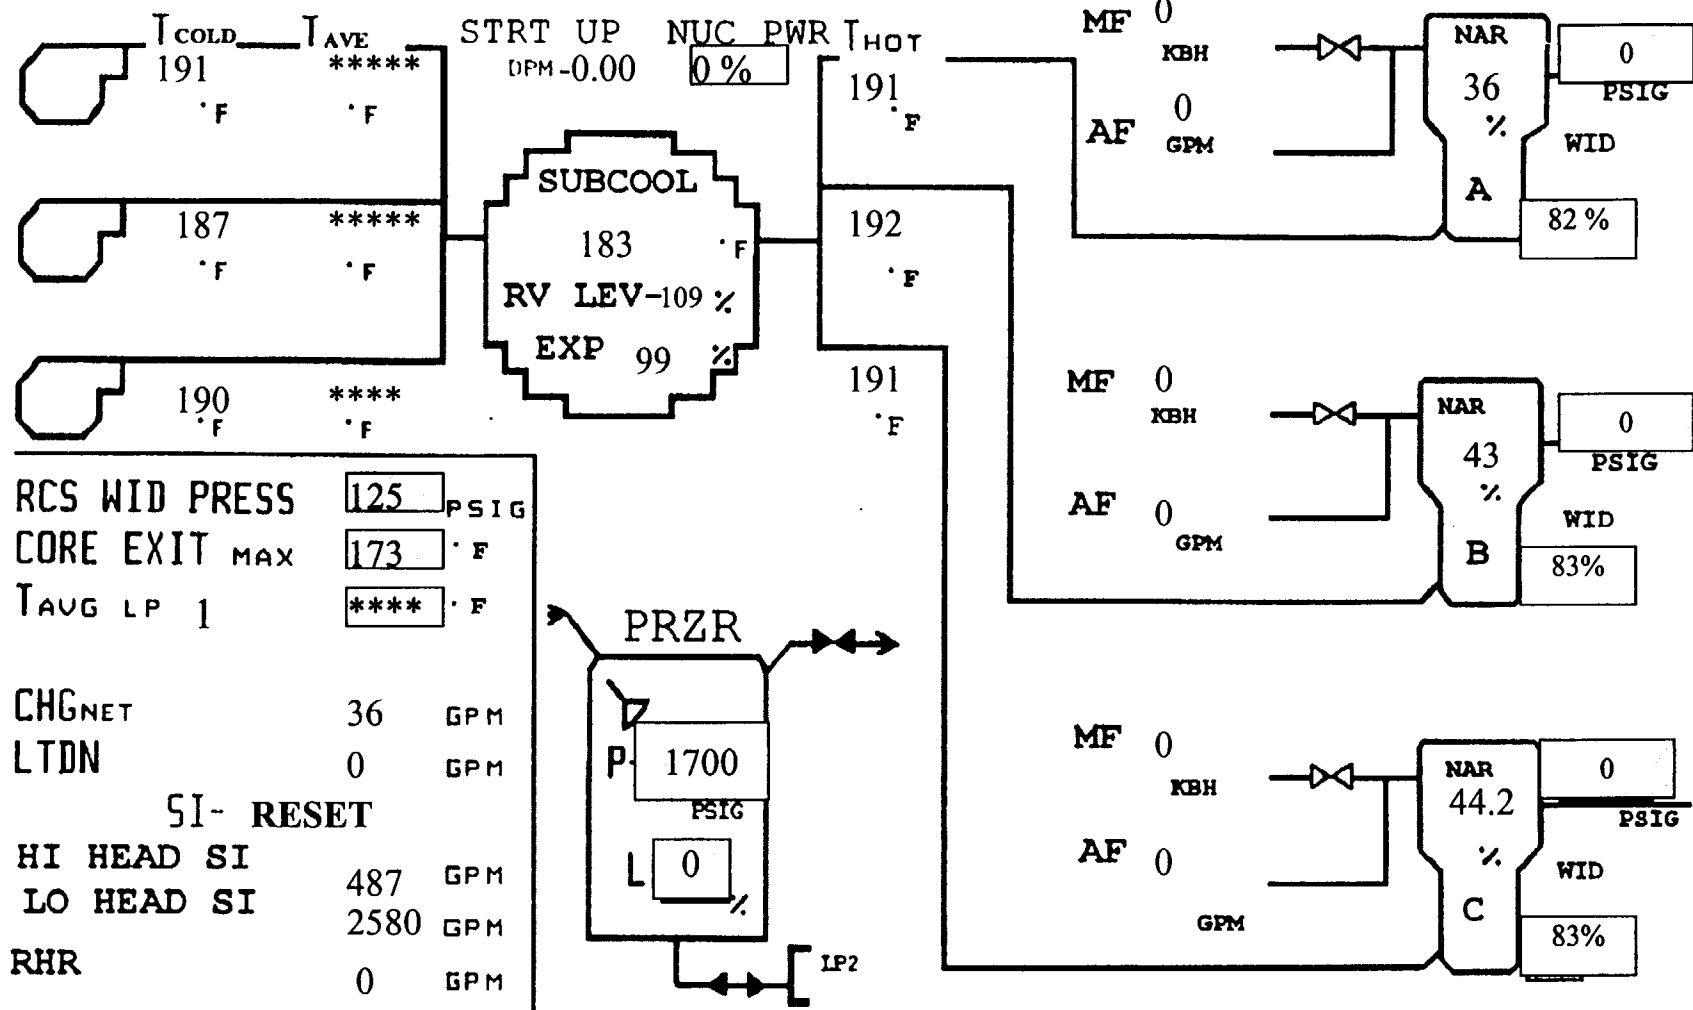 TCOLD TAVE STRT UP NUC PWR THOT
191 ***** DPM -0.00 0 % 191
°F °F °F
187 ***** 192
°F °F °F
190 **** 191
°F °F °F
SUBCOOL
183 °F
RV LEV -109 %
EXP 99 %
RCS WID PRESS 125 PSIG
CORE EXIT MAX 173 °F
TAVG LP 1 **** °F
CHGNET 36 GPM
LTDN 0 GPM
SI- RESET
HI HEAD SI 487 GPM
LO HEAD SI 2580 GPM
RHR 0 GPM
PRZR
P 1700
PSIG
L 0
%
LP2
MF 0
KBH
AF 0
GPM
NAR
36
%
A
0
PSIG
WID
82 %
MF 0
KBH
AF 0
GPM
NAR
43
%
B
0
PSIG
WID
83%
MF 0
KBH
AF 0
GPM
NAR
44.2
%
C
0
PSIG
WID
83%